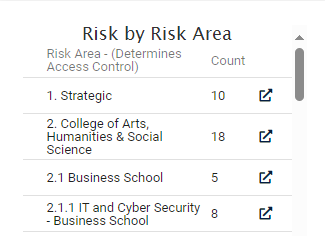 Risk by Risk Area
Risk Area - (Determines
Access Control)
Count
1. Strategic
10
2. College of Arts,
Humanities & Social
Science
18
2.1 Business School
5
2.1.1 IT and Cyber Security
- Business School
8